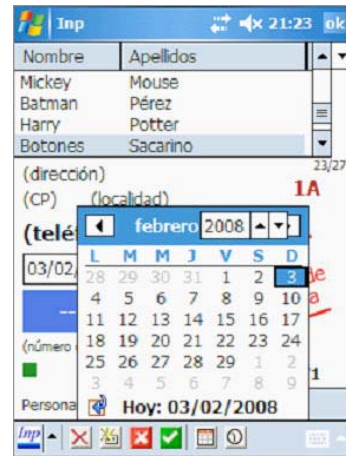 Inp 21:23 ok
Nombre Apellidos
Mickey Mouse
Batman Pérez
Harry Potter
Botones Sacarino
(dirección) 23/27
(CP) (localidad) 1A
(telé
febrero 2008
03/02/
L M M J V S D
28 29 30 31 1 2 3
4 5 6 7 8 9 10
11 12 13 14 15 16 17
18 19 20 21 22 23 24
25 26 27 28 29 1 2
3 4 5 6 7 8 9
--
(número
Persona
Hoy: 03/02/2008
Inp